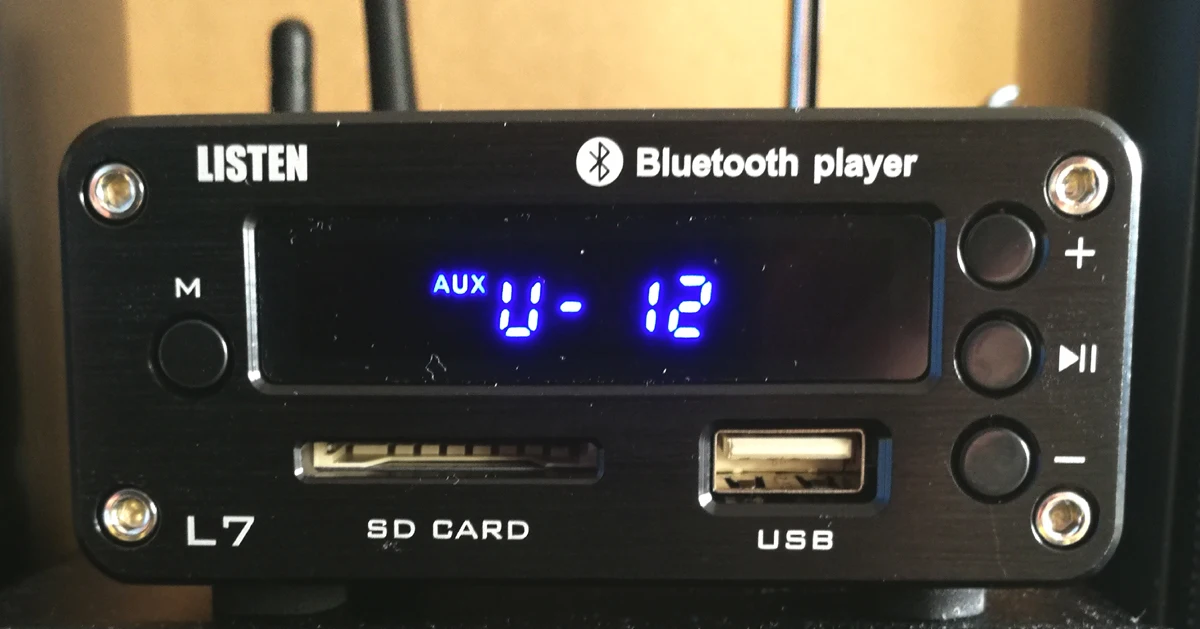 LISTEN
Bluetooth player
M
AUX U- 12
+
-
L7
SD CARD
USB